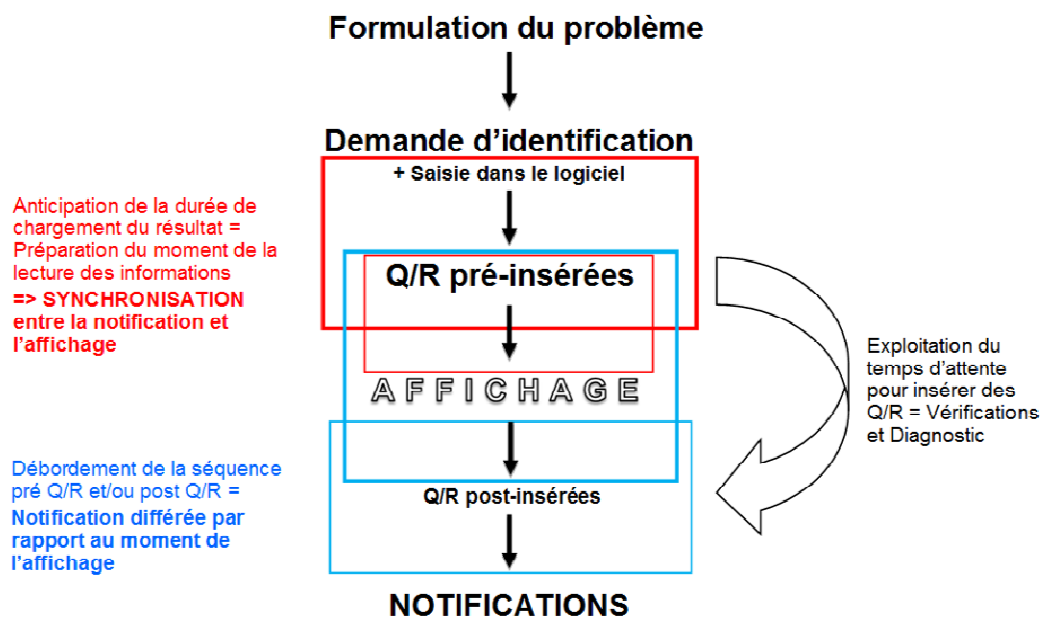 Formulation du problème
Demande d'identification
+ Saisie dans le logiciel
Anticipation de la durée de
chargement du résultat =
Préparation du moment de la
lecture des informations
=> SYNCHRONISATION
entre la notification et
l'affichage
Q/R pré-insérées
AFFICHAGE
Exploitation du
temps d'attente
pour insérer des
Q/R = Vérifications
et Diagnostic
Débordement de la séquence
pré Q/R et/ou post Q/R =
Notification différée par
rapport au moment de
l'affichage
Q/R post-insérées
NOTIFICATIONS